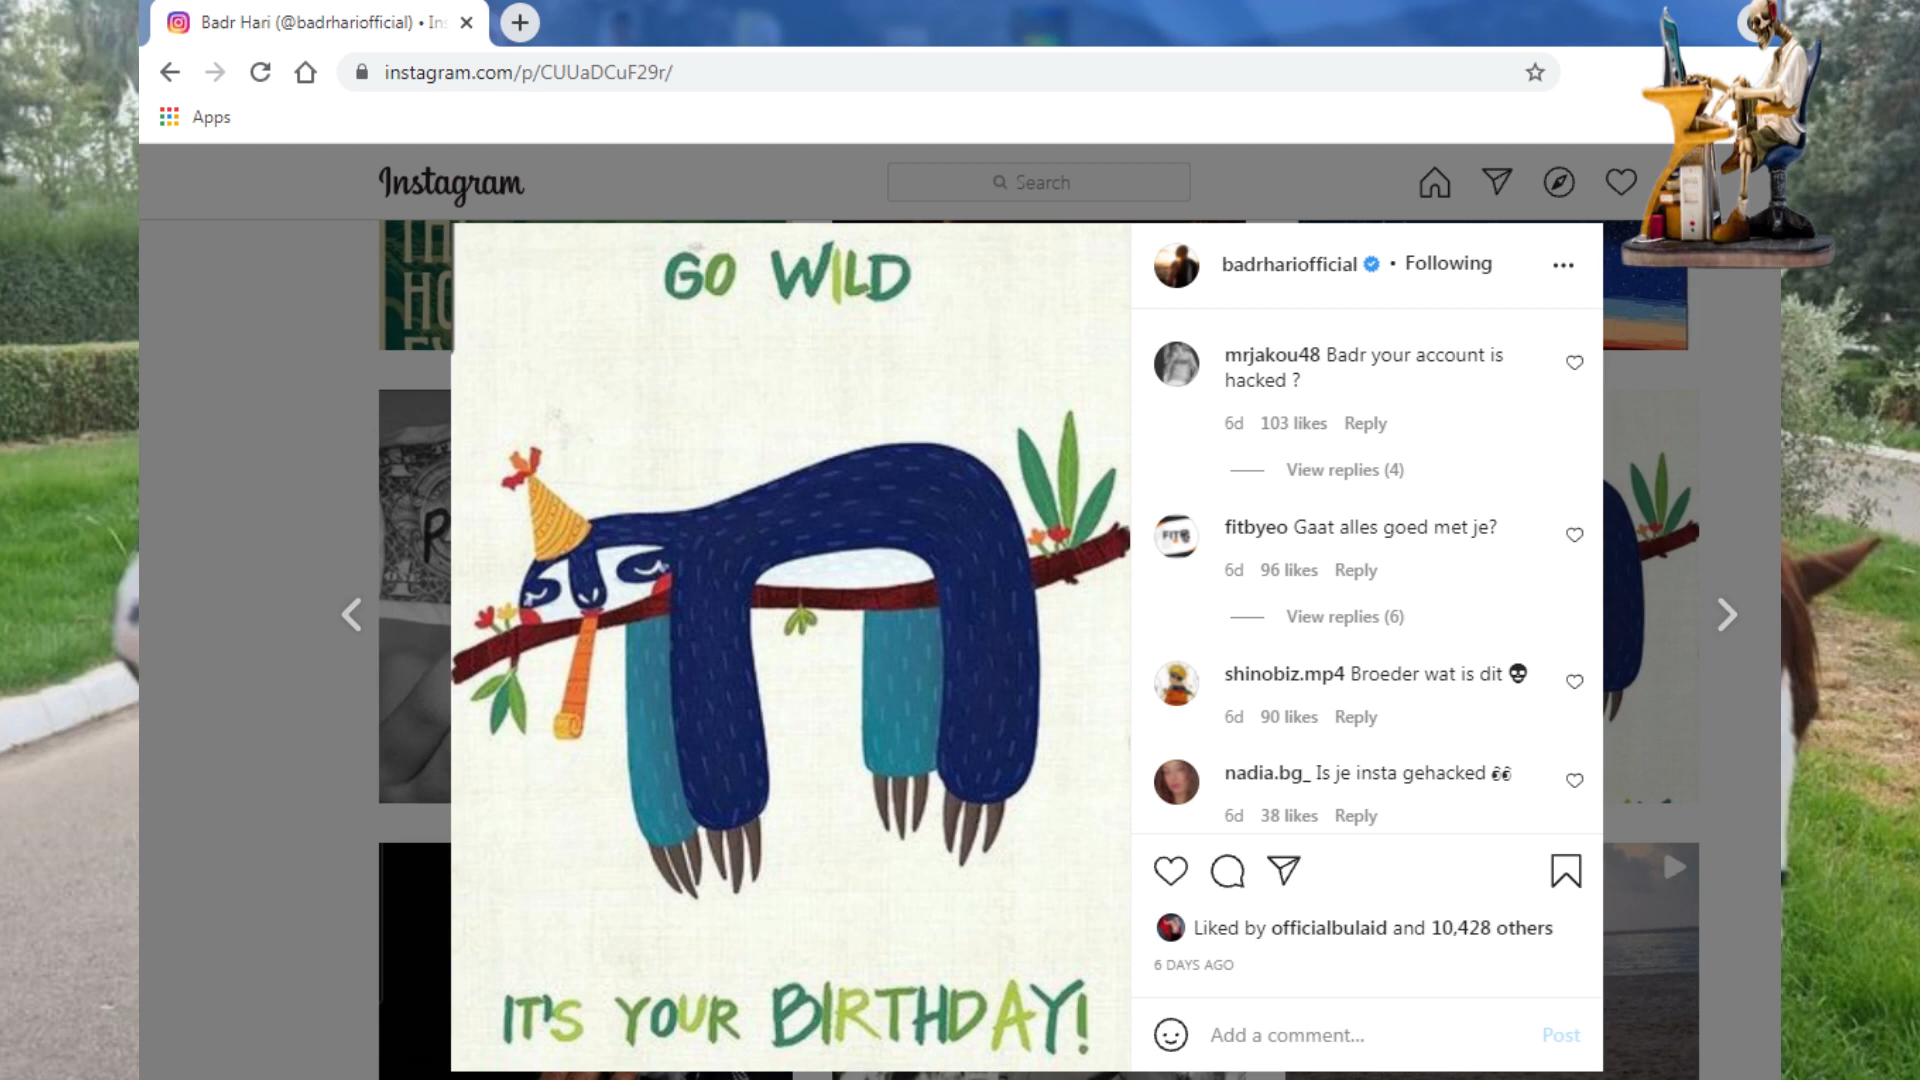 Badr Hari (@badrhariofficial) • Ins
instagram.com/p/CUUaDCuF29r/
Apps
Instagram
Search
GO WILD
IT'S YOUR BIRTHDAY!
badrhariofficial • Following
mrjakou48 Badr your account is
hacked ?
6d 103 likes Reply
View replies (4)
fitbyeo Gaat alles goed met je?
6d 96 likes Reply
View replies (6)
shinobiz.mp4 Broeder wat is dit 💀
6d 90 likes Reply
nadia.bg_ Is je insta gehacked 👀
6d 38 likes Reply
Liked by officialbulaid and 10,428 others
6 DAYS AGO
Add a comment...
Post